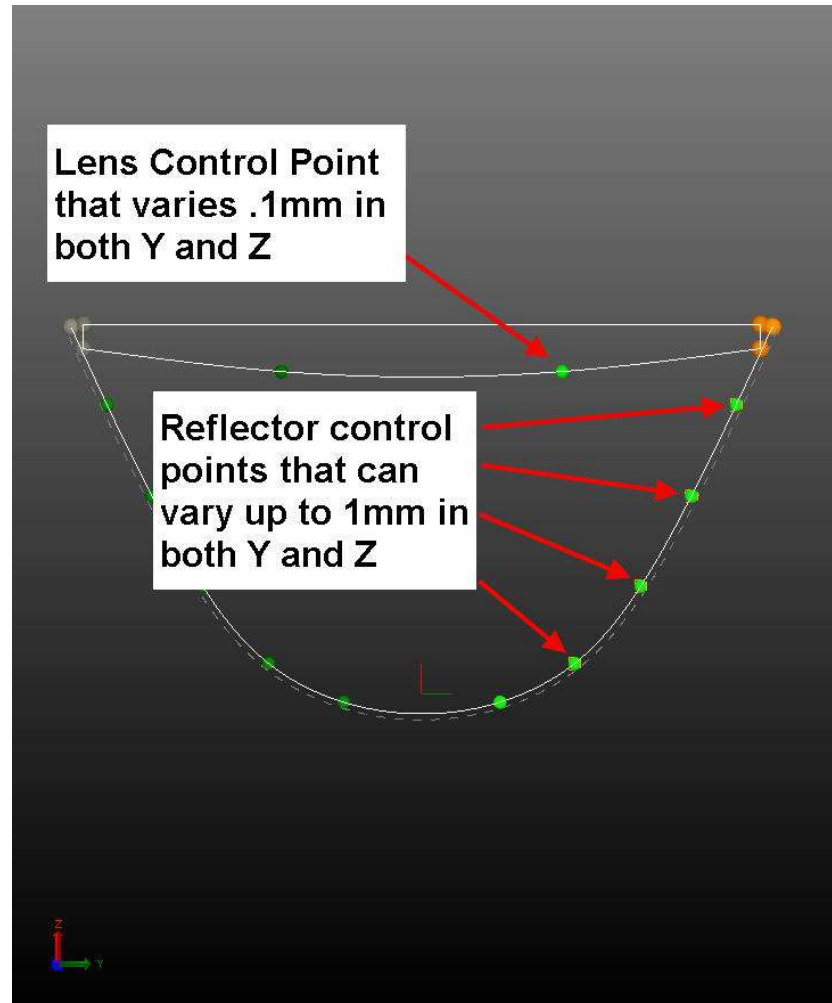 Lens Control Point
that varies .1mm in
both Y and Z
Reflector control
points that can
vary up to 1mm in
both Y and Z
Z
Y